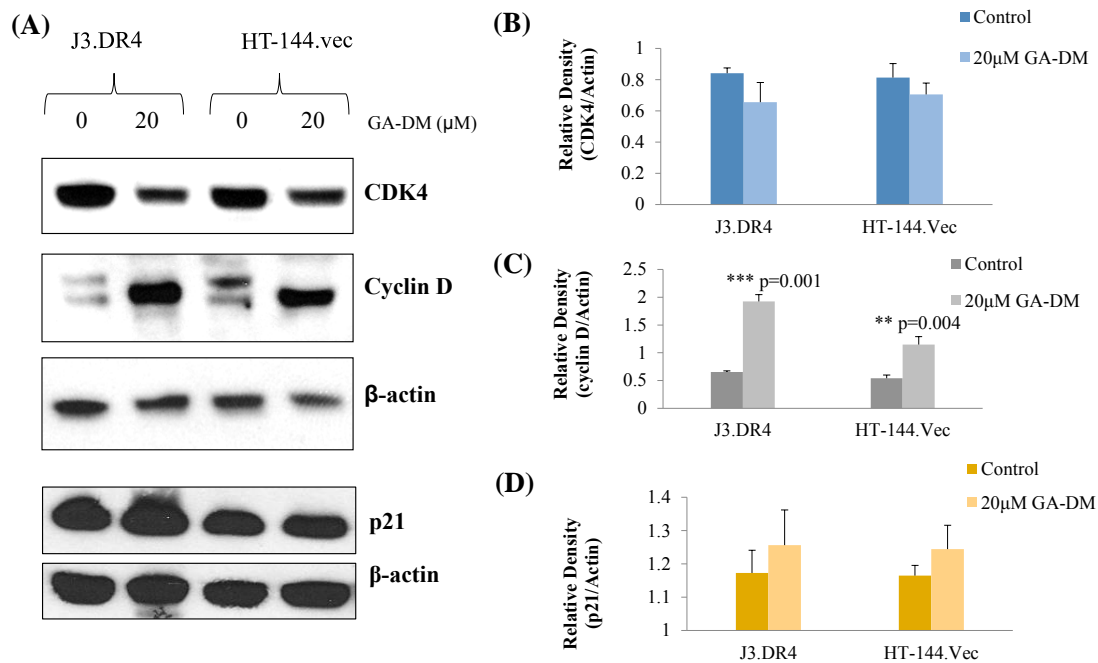 (A)
J3.DR4
HT-144.vec
0
20
0
20
GA-DM (µM)
CDK4
Cyclin D
β-actin
p21
β-actin
(B)
Control
20µM GA-DM
Relative Density
(CDK4/Actin)
1
0.8
0.6
0.4
0.2
0
J3.DR4
HT-144.Vec
(C)
Control
20µM GA-DM
Relative Density
(cyclin D/Actin)
2.5
2
1.5
1
0.5
0
*** p=0.001
** p=0.004
J3.DR4
HT-144.Vec
(D)
Control
20µM GA-DM
Relative Density
(p21/Actin)
1.4
1.3
1.2
1.1
1
J3.DR4
HT-144.Vec